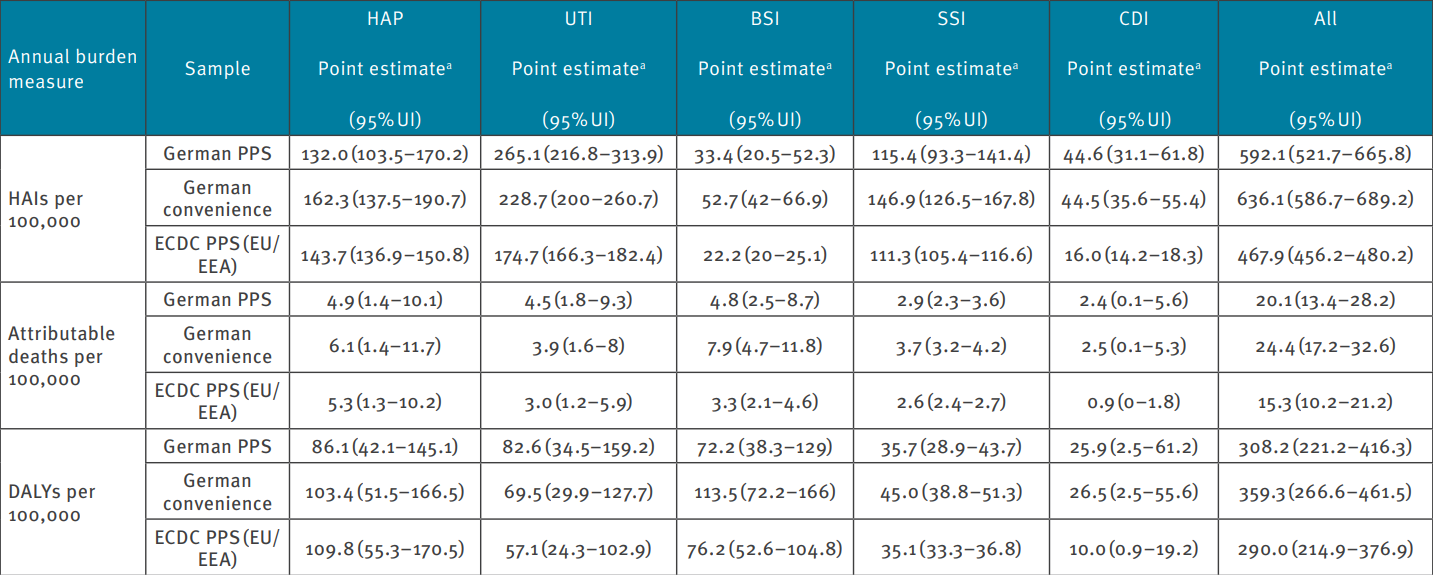 Annual burden measure | Sample | HAP Point estimateᵃ (95% UI) | UTI Point estimateᵃ (95% UI) | BSI Point estimateᵃ (95% UI) | SSI Point estimateᵃ (95% UI) | CDI Point estimateᵃ (95% UI) | All Point estimateᵃ (95% UI)
HAIs per 100,000 | German PPS | 132.0 (103.5–170.2) | 265.1 (216.8–313.9) | 33.4 (20.5–52.3) | 115.4 (93.3–141.4) | 44.6 (31.1–61.8) | 592.1 (521.7–665.8)
German convenience | 162.3 (137.5–190.7) | 228.7 (200–260.7) | 52.7 (42–66.9) | 146.9 (126.5–167.8) | 44.5 (35.6–55.4) | 636.1 (586.7–689.2)
ECDC PPS (EU/EEA) | 143.7 (136.9–150.8) | 174.7 (166.3–182.4) | 22.2 (20–25.1) | 111.3 (105.4–116.6) | 16.0 (14.2–18.3) | 467.9 (456.2–480.2)
Attributable deaths per 100,000 | German PPS | 4.9 (1.4–10.1) | 4.5 (1.8–9.3) | 4.8 (2.5–8.7) | 2.9 (2.3–3.6) | 2.4 (0.1–5.6) | 20.1 (13.4–28.2)
German convenience | 6.1 (1.4–11.7) | 3.9 (1.6–8) | 7.9 (4.7–11.8) | 3.7 (3.2–4.2) | 2.5 (0.1–5.3) | 24.4 (17.2–32.6)
ECDC PPS (EU/EEA) | 5.3 (1.3–10.2) | 3.0 (1.2–5.9) | 3.3 (2.1–4.6) | 2.6 (2.4–2.7) | 0.9 (0–1.8) | 15.3 (10.2–21.2)
DALYs per 100,000 | German PPS | 86.1 (42.1–145.1) | 82.6 (34.5–159.2) | 72.2 (38.3–129) | 35.7 (28.9–43.7) | 25.9 (2.5–61.2) | 308.2 (221.2–416.3)
German convenience | 103.4 (51.5–166.5) | 69.5 (29.9–127.7) | 113.5 (72.2–166) | 45.0 (38.8–51.3) | 26.5 (2.5–55.6) | 359.3 (266.6–461.5)
ECDC PPS (EU/EEA) | 109.8 (55.3–170.5) | 57.1 (24.3–102.9) | 76.2 (52.6–104.8) | 35.1 (33.3–36.8) | 10.0 (0.9–19.2) | 290.0 (214.9–376.9)